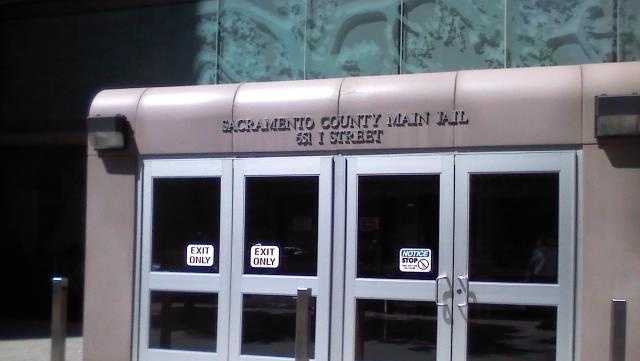 SACRAMENTO COUNTY MAIN JAIL
651 I STREET
EXIT
ONLY
EXIT
ONLY
NOTICE
STOP